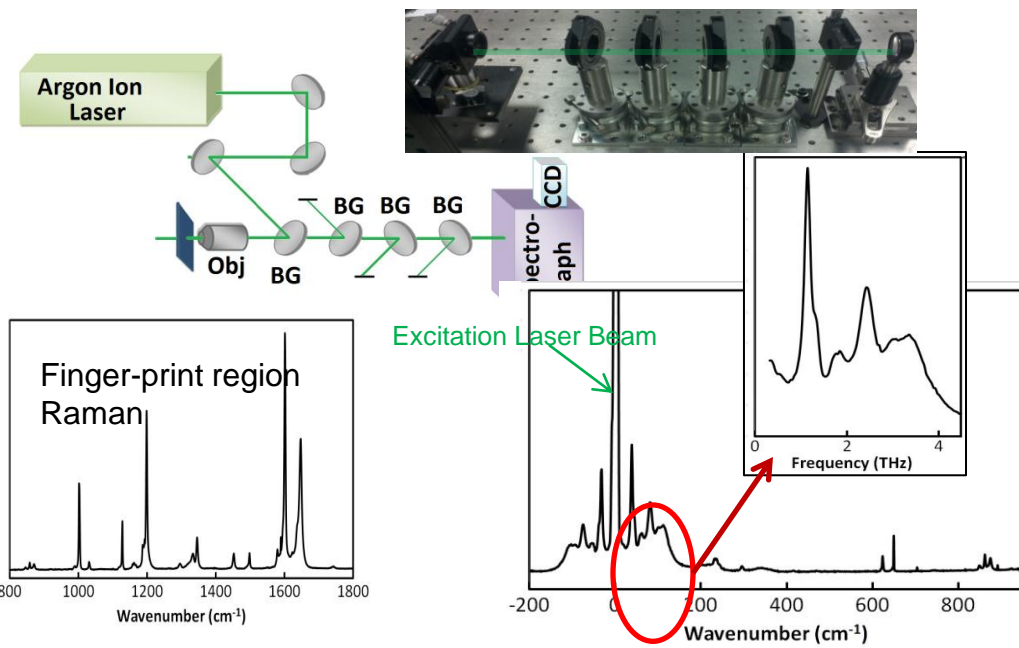 Argon Ion
Laser
BG
BG
BG
BG
Obj
CCD
ectro-
aph
Excitation Laser Beam
Finger-print region
Raman
0
2
4
Frequency (THz)
800
1000
1200
1400
1600
1800
Wavenumber (cm⁻¹)
-200
0
200
400
600
800
Wavenumber (cm⁻¹)